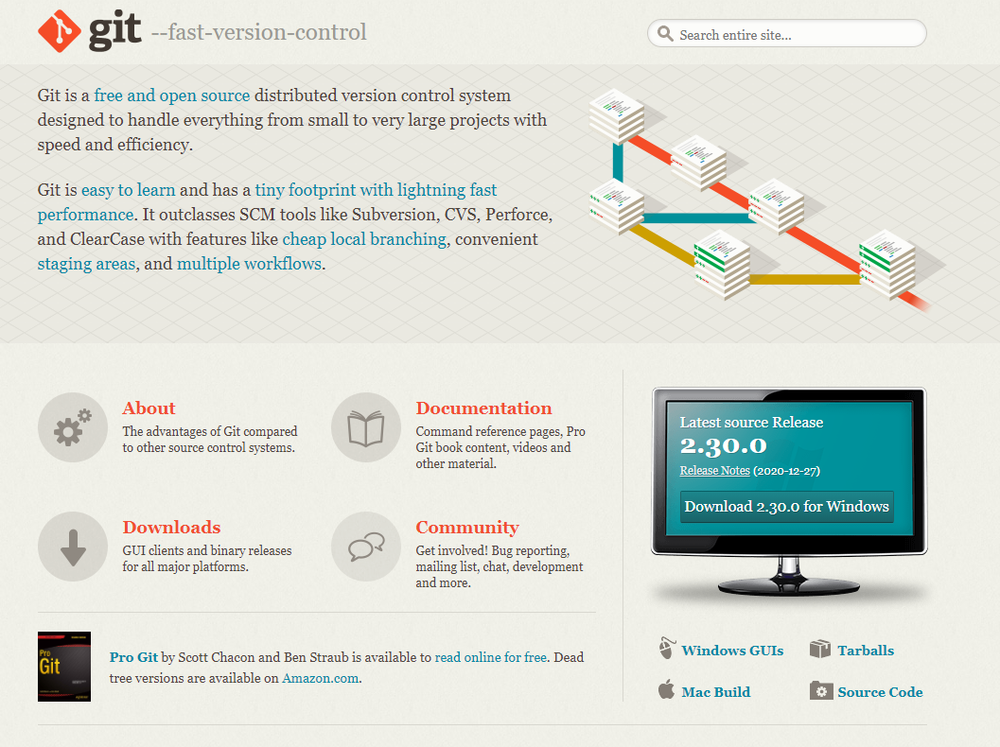 git --fast-version-control
Search entire site...
Git is a free and open source distributed version control system
designed to handle everything from small to very large projects with
speed and efficiency.
Git is easy to learn and has a tiny footprint with lightning fast
performance. It outclasses SCM tools like Subversion, CVS, Perforce,
and ClearCase with features like cheap local branching, convenient
staging areas, and multiple workflows.
About
The advantages of Git compared
to other source control systems.
Documentation
Command reference pages, Pro
Git book content, videos and
other material.
Downloads
GUI clients and binary releases
for all major platforms.
Community
Get involved! Bug reporting,
mailing list, chat, development
and more.
Pro
Git
Pro Git by Scott Chacon and Ben Straub is available to read online for free. Dead
tree versions are available on Amazon.com.
Latest source Release
2.30.0
Release Notes (2020-12-27)
Download 2.30.0 for Windows
Windows GUIs
Tarballs
Mac Build
Source Code